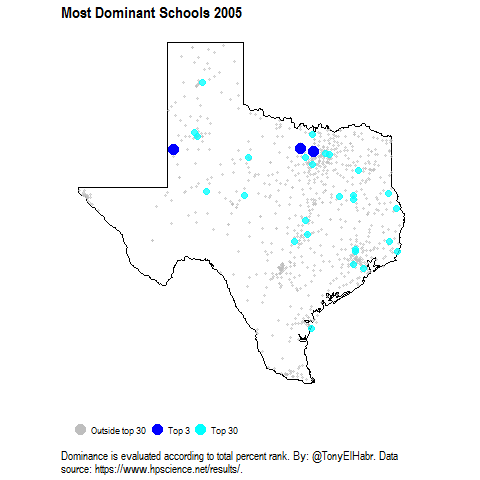 Most Dominant Schools 2005
Outside top 30 Top 3 Top 30
Dominance is evaluated according to total percent rank. By: @TonyElHabr. Data
source: https://www.hpscience.net/results/.